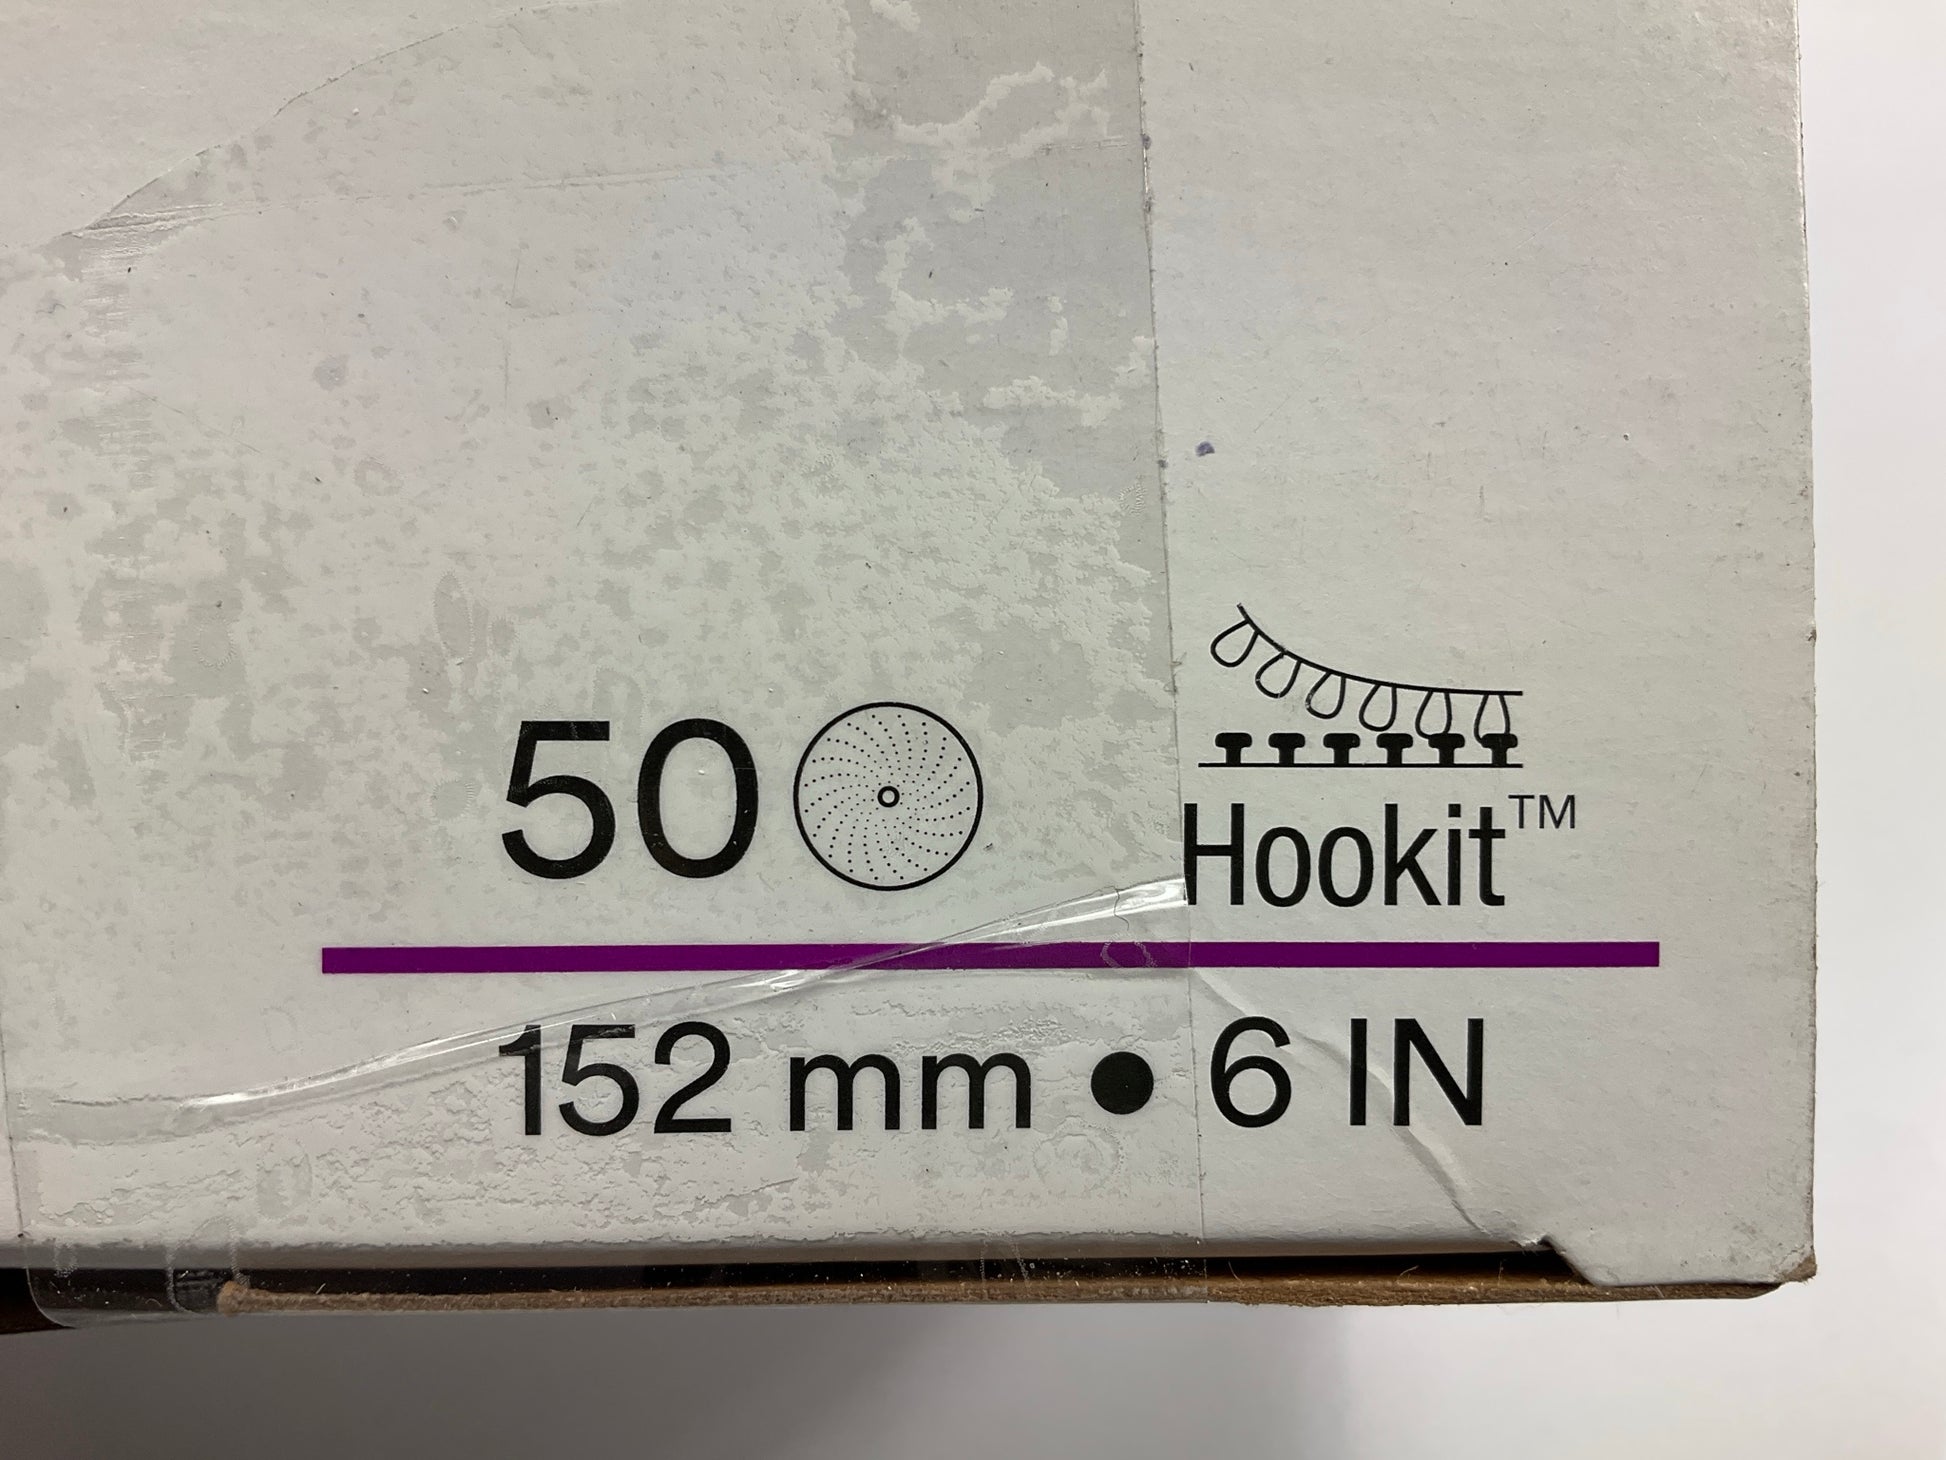 50 Hookit™
152 mm ● 6 IN